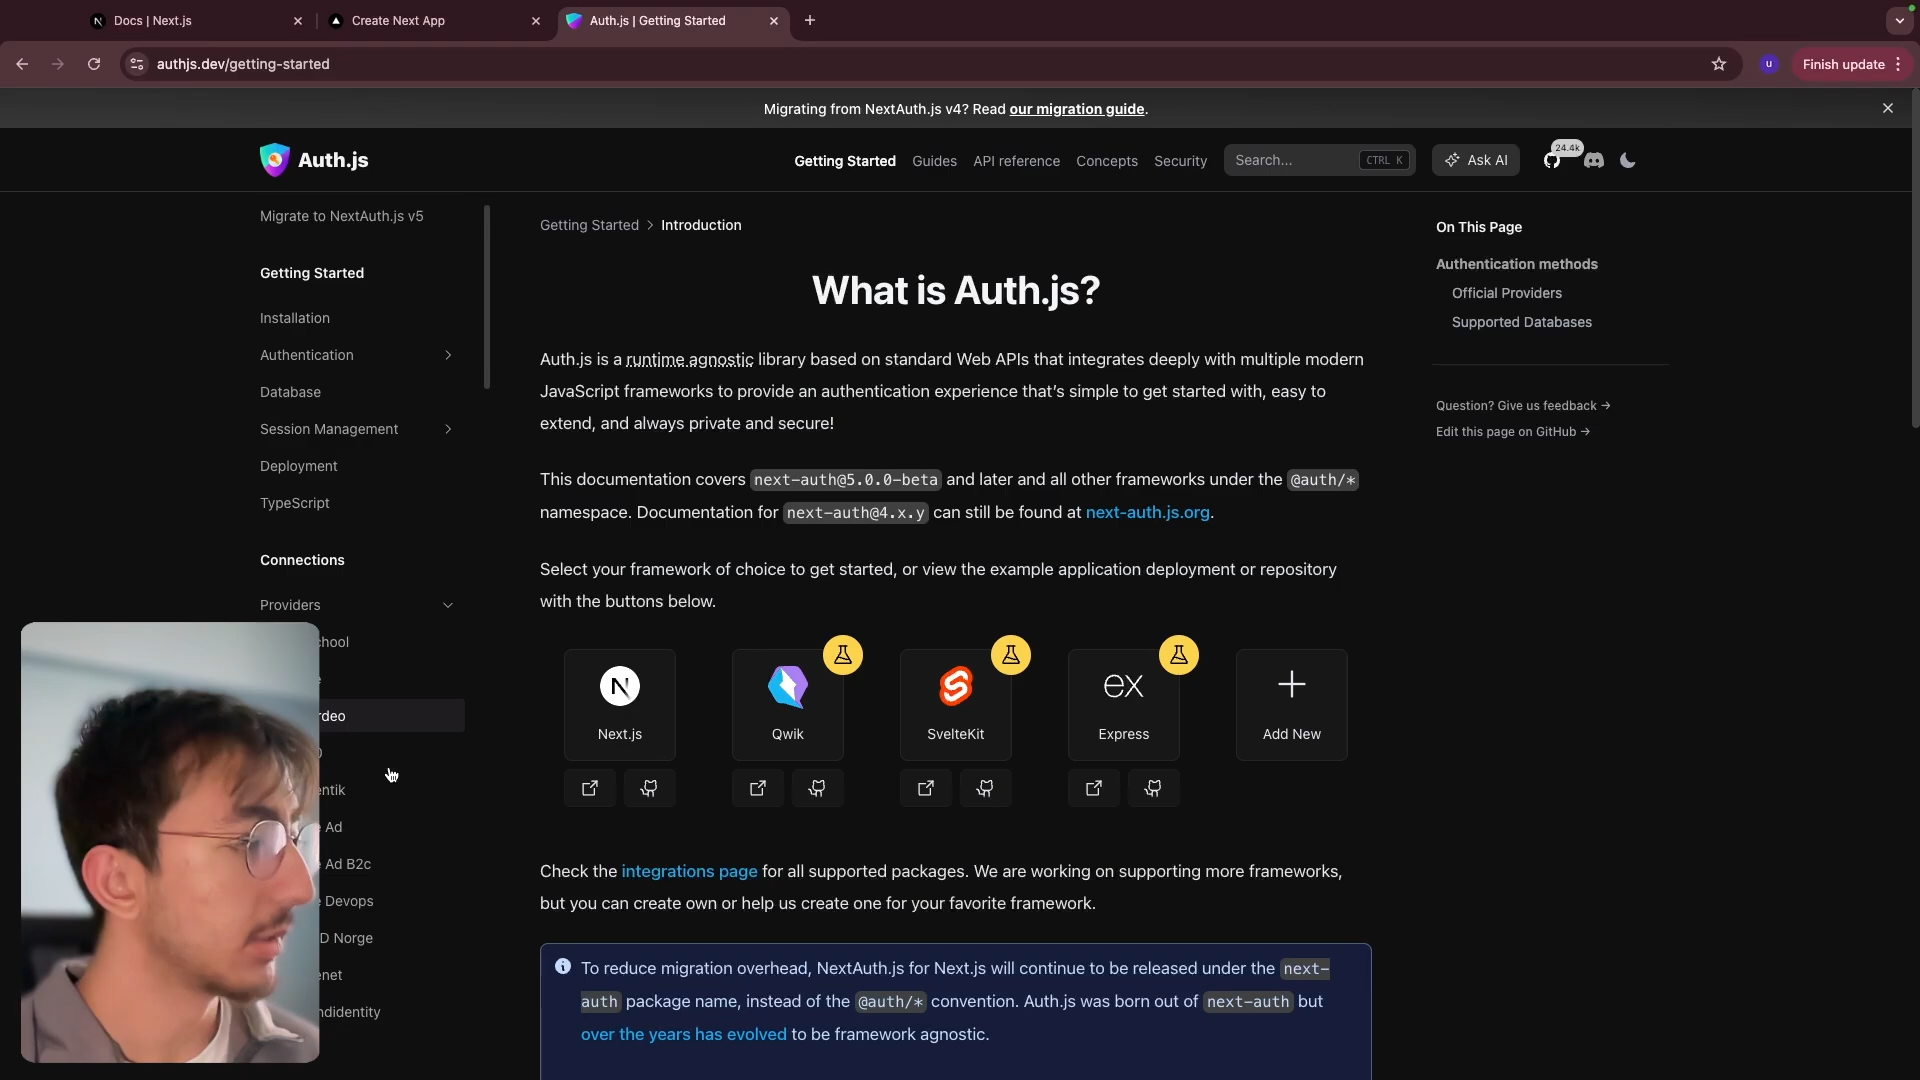 Docs | Next.js
Create Next App
Auth.js | Getting Started
authjs.dev/getting-started
u
Finish update
Migrating from NextAuth.js v4? Read our migration guide.
Auth.js
Getting Started
Guides
API reference
Concepts
Security
Search...
CTRL K
Ask AI
24.4k
Migrate to NextAuth.js v5
Getting Started
Installation
Authentication
Database
Session Management
Deployment
TypeScript
Connections
Providers
hool
rdeo
entik
Ad
Ad B2c
Devops
D Norge
enet
ndidentity
Getting Started > Introduction
What is Auth.js?
Auth.js is a runtime agnostic library based on standard Web APIs that integrates deeply with multiple modern
JavaScript frameworks to provide an authentication experience that's simple to get started with, easy to
extend, and always private and secure!
This documentation covers next-auth@5.0.0-beta and later and all other frameworks under the @auth/*
namespace. Documentation for next-auth@4.x.y can still be found at next-auth.js.org.
Select your framework of choice to get started, or view the example application deployment or repository
with the buttons below.
N
Next.js
Qwik
SvelteKit
ex
Express
Add New
Check the integrations page for all supported packages. We are working on supporting more frameworks,
but you can create own or help us create one for your favorite framework.
To reduce migration overhead, NextAuth.js for Next.js will continue to be released under the next-
auth package name, instead of the @auth/* convention. Auth.js was born out of next-auth but
over the years has evolved to be framework agnostic.
On This Page
Authentication methods
Official Providers
Supported Databases
Question? Give us feedback →
Edit this page on GitHub →